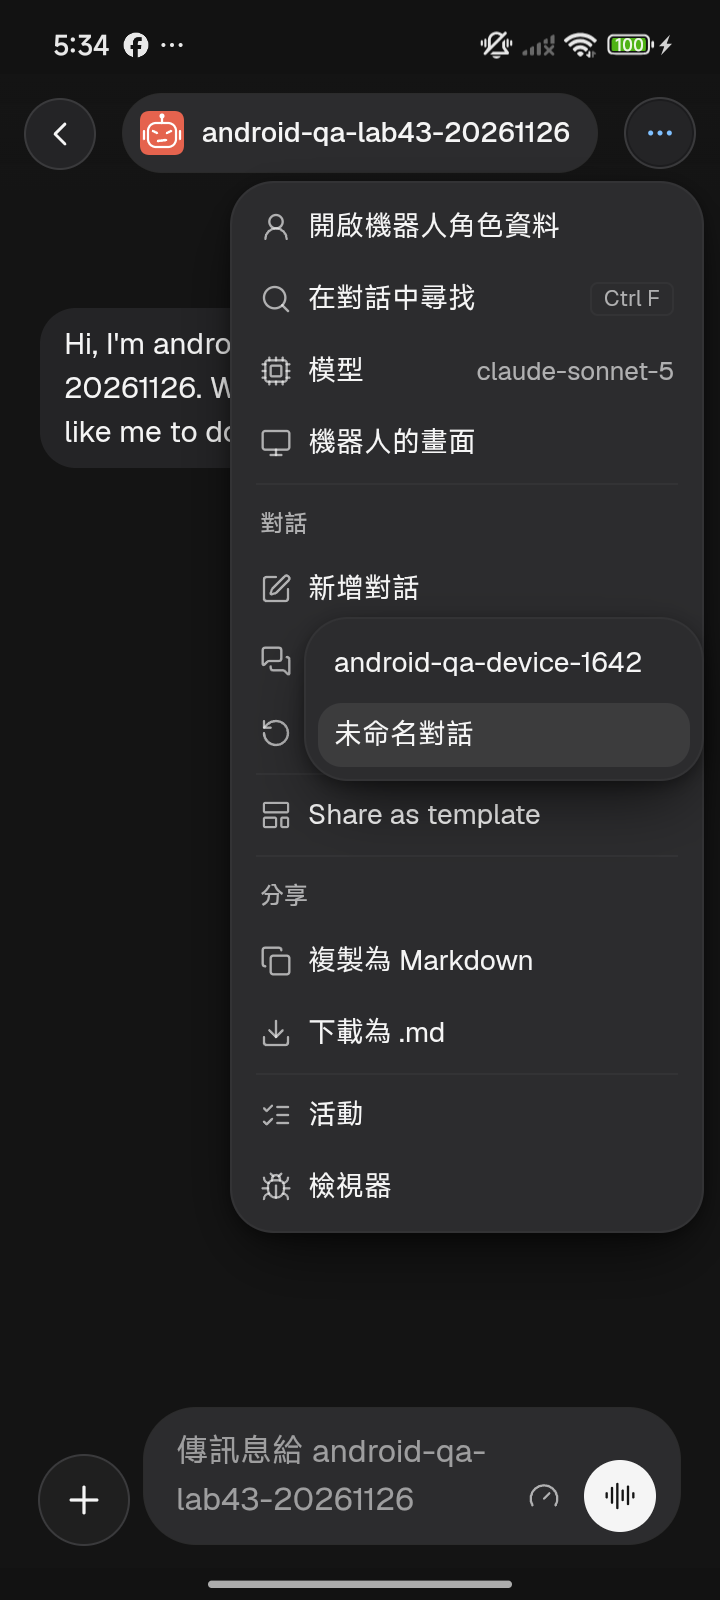 5:34
100
android-qa-lab43-20261126
開啟機器人角色資料
在對話中尋找 Ctrl F
Hi, I'm andro
模型 claude-sonnet-5
20261126. W
like me to do
機器人的畫面
對話
新增對話
android-qa-device-1642
未命名對話
Share as template
分享
複製為 Markdown
下載為 .md
活動
檢視器
傳訊息給 android-qa-
lab43-20261126